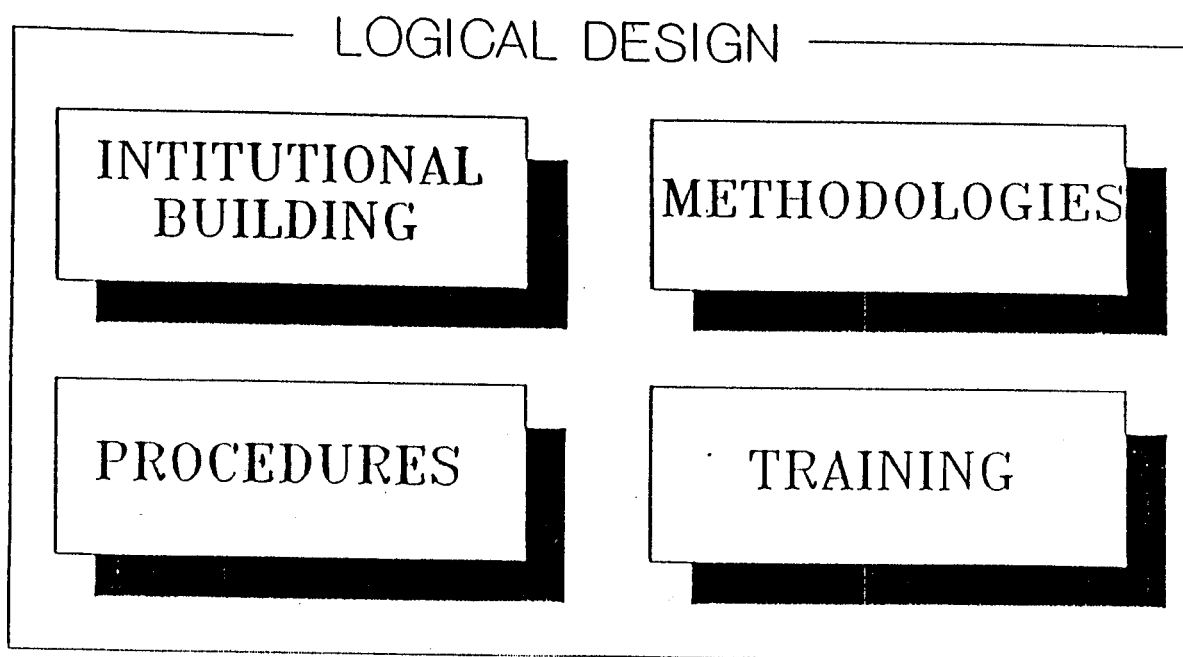 LOGICAL DESIGN
INTITUTIONAL
BUILDING
METHODOLOGIES
PROCEDURES
TRAINING